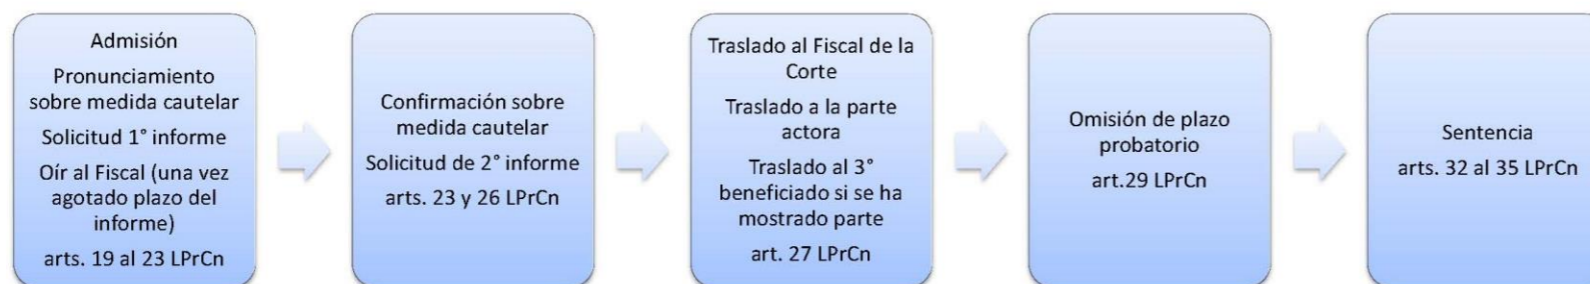 Admisión
Pronunciamiento
sobre medida cautelar
Solicitud 1° informe
Oír al Fiscal (una vez
agotado plazo del
informe)
arts. 19 al 23 LPrCn
Confirmación sobre
medida cautelar
Solicitud de 2° informe
arts. 23 y 26 LPrCn
Traslado al Fiscal de la
Corte
Traslado a la parte
actora
Traslado al 3°
beneficiado si se ha
mostrado parte
art. 27 LPrCn
Omisión de plazo
probatorio
art.29 LPrCn
Sentencia
arts. 32 al 35 LPrCn